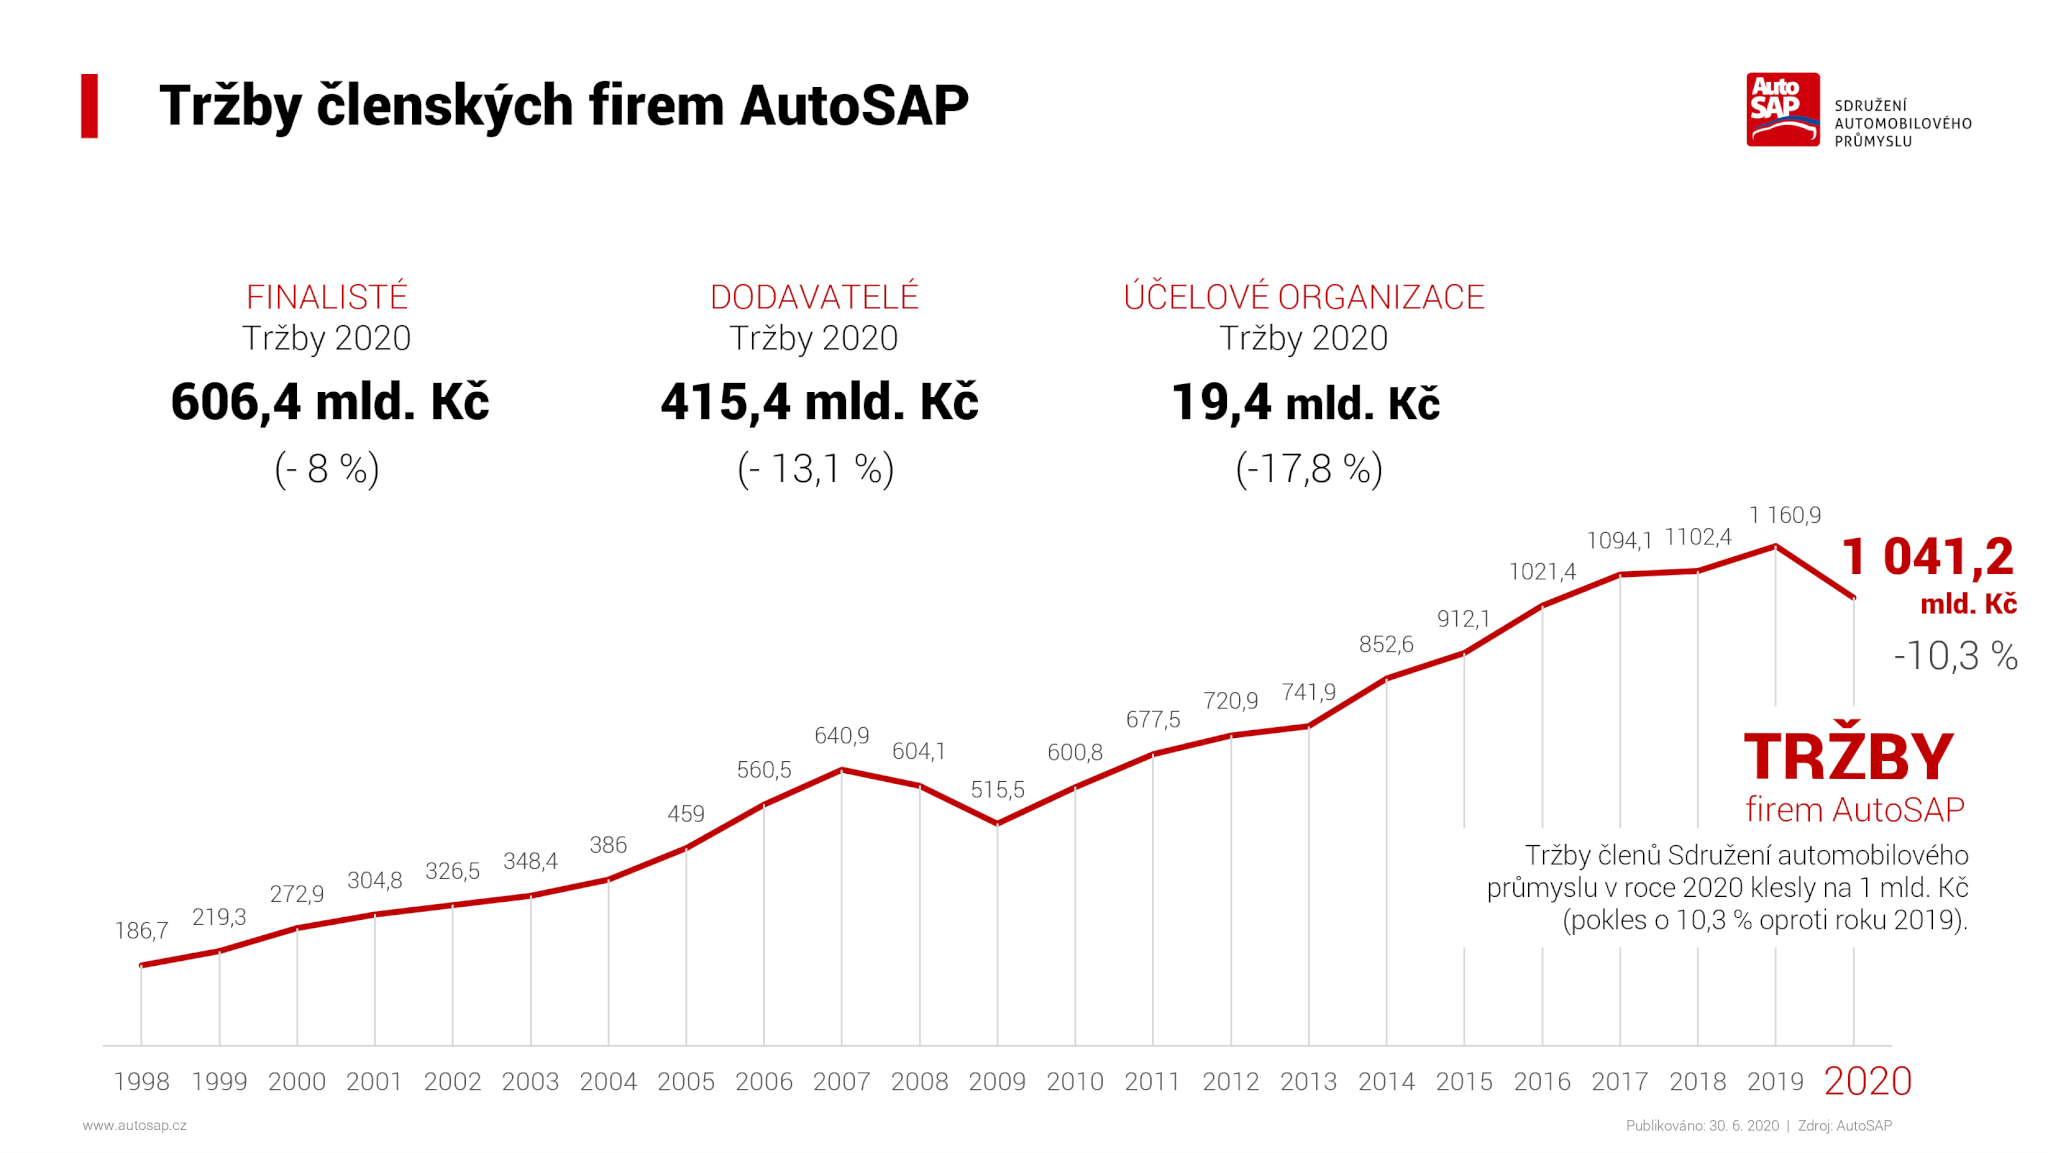 Tržby členských firem AutoSAP
Auto
SAP
SDRUŽENÍ
AUTOMOBILOVÉHO
PRŮMYSLU
FINALISTÉ
Tržby 2020
606,4 mld. Kč
(- 8 %)
DODAVATELÉ
Tržby 2020
415,4 mld. Kč
(- 13,1 %)
ÚČELOVÉ ORGANIZACE
Tržby 2020
19,4 mld. Kč
(-17,8 %)
186,7
219,3
272,9
304,8
326,5
348,4
386
459
560,5
640,9
604,1
515,5
600,8
677,5
720,9
741,9
852,6
912,1
1021,4
1094,1
1102,4
1 160,9
1 041,2
mld. Kč
-10,3 %
TRŽBY
firem AutoSAP
Tržby členů Sdružení automobilového
průmyslu v roce 2020 klesly na 1 mld. Kč
(pokles o 10,3 % oproti roku 2019).
1998 1999 2000 2001 2002 2003 2004 2005 2006 2007 2008 2009 2010 2011 2012 2013 2014 2015 2016 2017 2018 2019 2020
www.autosap.cz
Publikováno: 30. 6. 2020 | Zdroj: AutoSAP